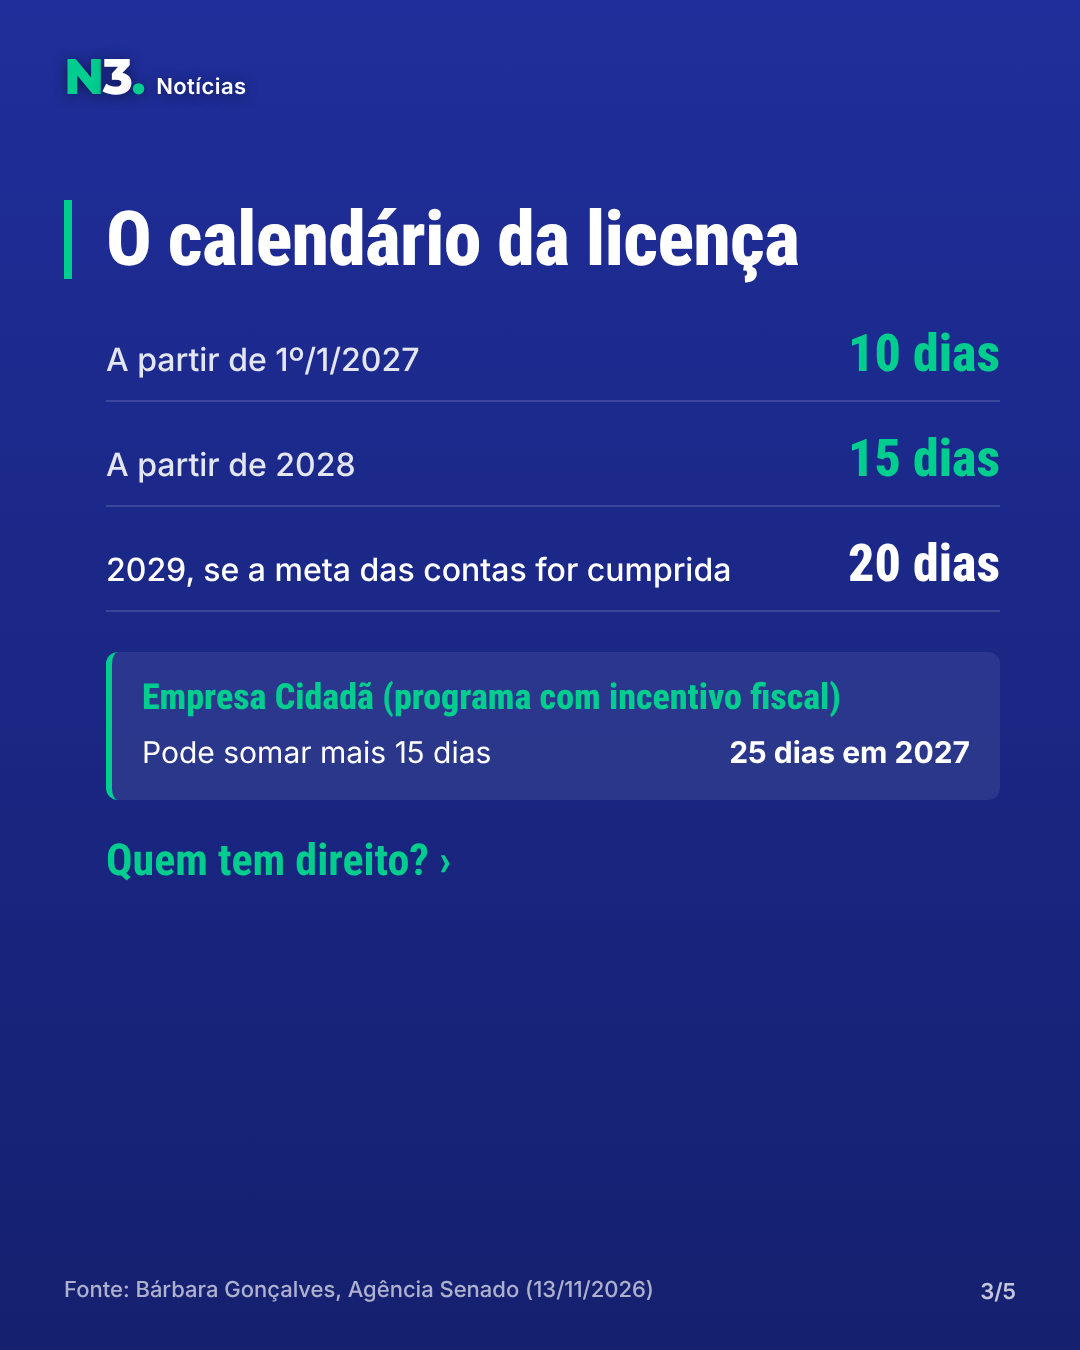 N3. Notícias
O calendário da licença
A partir de 1º/1/2027 10 dias
A partir de 2028 15 dias
2029, se a meta das contas for cumprida 20 dias
Empresa Cidadã (programa com incentivo fiscal)
Pode somar mais 15 dias 25 dias em 2027
Quem tem direito? ›
Fonte: Bárbara Gonçalves, Agência Senado (13/11/2026) 3/5